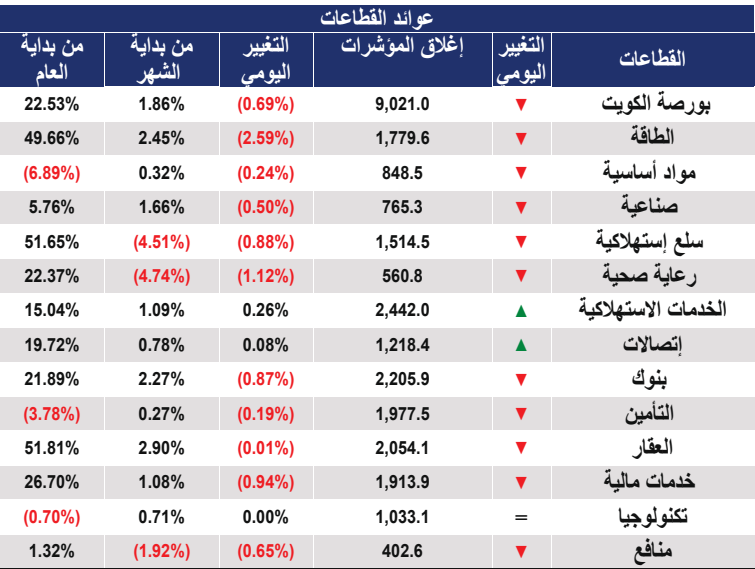 عوائد القطاعات
القطاعات التغيير اليومي إغلاق المؤشرات التغيير اليومي من بداية الشهر من بداية العام
بورصة الكويت ▼ 9,021.0 (0.69%) 1.86% 22.53%
الطاقة ▼ 1,779.6 (2.59%) 2.45% 49.66%
مواد أساسية ▼ 848.5 (0.24%) 0.32% (6.89%)
صناعية ▼ 765.3 (0.50%) 1.66% 5.76%
سلع إستهلاكية ▼ 1,514.5 (0.88%) (4.51%) 51.65%
رعاية صحية ▼ 560.8 (1.12%) (4.74%) 22.37%
الخدمات الاستهلاكية ▲ 2,442.0 0.26% 1.09% 15.04%
إتصالات ▲ 1,218.4 0.08% 0.78% 19.72%
بنوك ▼ 2,205.9 (0.87%) 2.27% 21.89%
التأمين ▼ 1,977.5 (0.19%) 0.27% (3.78%)
العقار ▼ 2,054.1 (0.01%) 2.90% 51.81%
خدمات مالية ▼ 1,913.9 (0.94%) 1.08% 26.70%
تكنولوجيا = 1,033.1 0.00% 0.71% (0.70%)
منافع ▼ 402.6 (0.65%) (1.92%) 1.32%